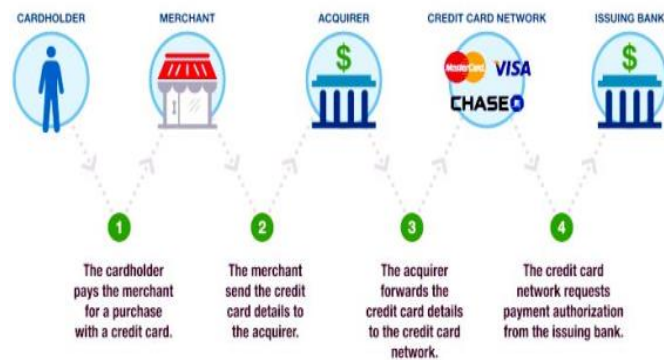 CARDHOLDER
MERCHANT
ACQUIRER
CREDIT CARD NETWORK
ISSUING BANK
$
MasterCard
VISA
CHASE
$
1
2
3
4
The cardholder
pays the merchant
for a purchase
with a credit card.
The merchant
send the credit
card details to
the acquirer.
The acquirer
forwards the
credit card details
to the credit card
network.
The credit card
network requests
payment authorization
from the issuing bank.